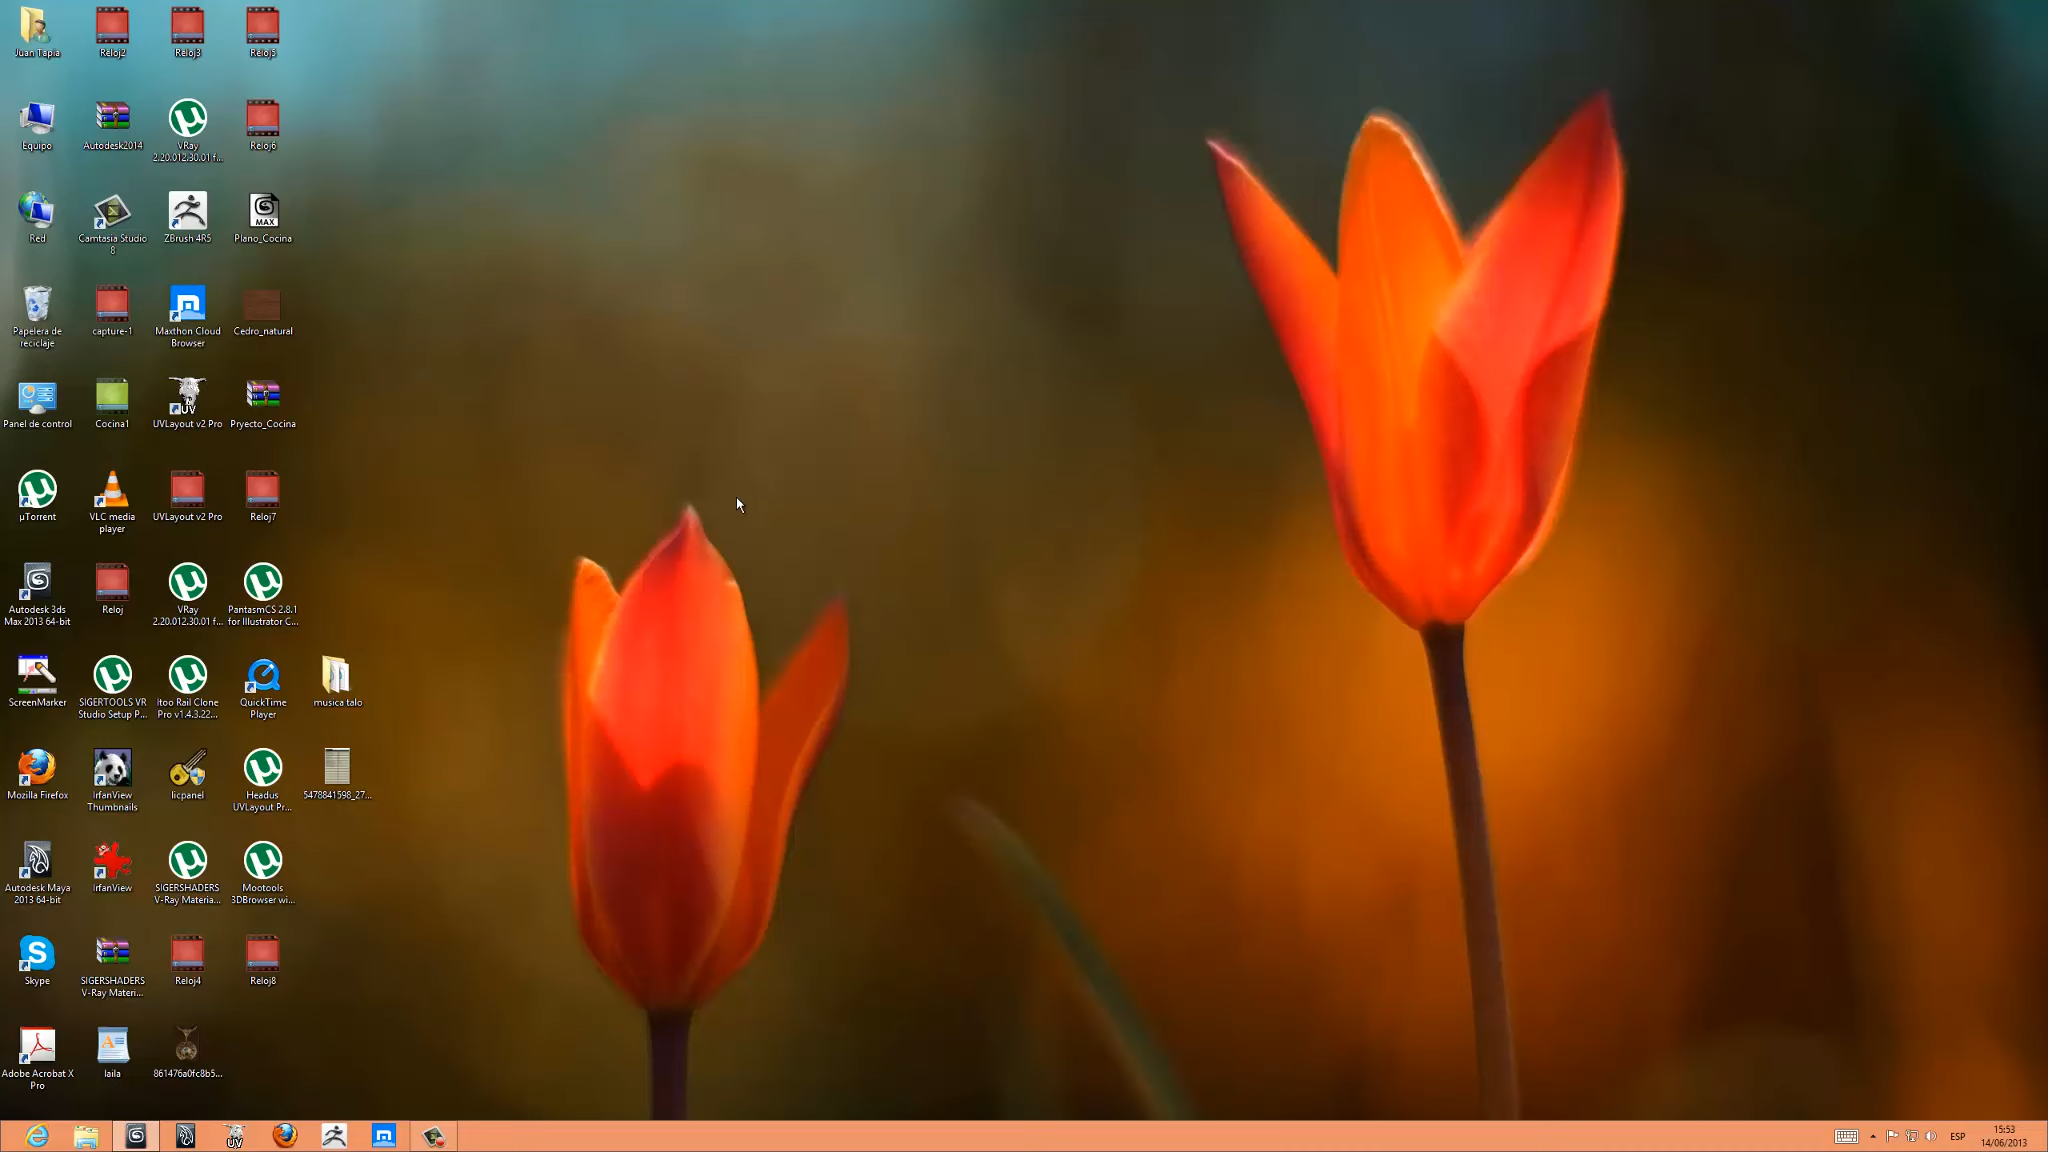 Juan Tapia
Reloj2
Reloj3
Reloj5
Equipo
Autodesk2014
VRay
2.20.012.30.01 f...
Reloj6
Red
Camtasia Studio
8
ZBrush 4R5
MAX
Plano_Cocina
Papelera de
reciclaje
capture-1
Maxthon Cloud
Browser
Cedro_natural
Panel de control
Cocina1
UV
UVLayout v2 Pro
Pryecto_Cocina
µTorrent
VLC media
player
UVLayout v2 Pro
Reloj7
Autodesk 3ds
Max 2013 64-bit
Reloj
VRay
2.20.012.30.01 f...
PantasmCS 2.8.1
for Illustrator C...
ScreenMarker
SIGERTOOLS VR
Studio Setup P...
Itoo Rail Clone
Pro v1.4.3.22...
QuickTime
Player
musica talo
Mozilla Firefox
IrfanView
Thumbnails
licpanel
Headus
UVLayout Pr...
5478841598_27...
Autodesk Maya
2013 64-bit
IrfanView
SIGERSHADERS
V-Ray Materia...
Mootools
3DBrowser wi...
Skype
SIGERSHADERS
V-Ray Materi...
Reloj4
Reloj8
Adobe Acrobat X
Pro
laila
861476a0fc8b5...
UV
ESP
15:53
14/06/2013